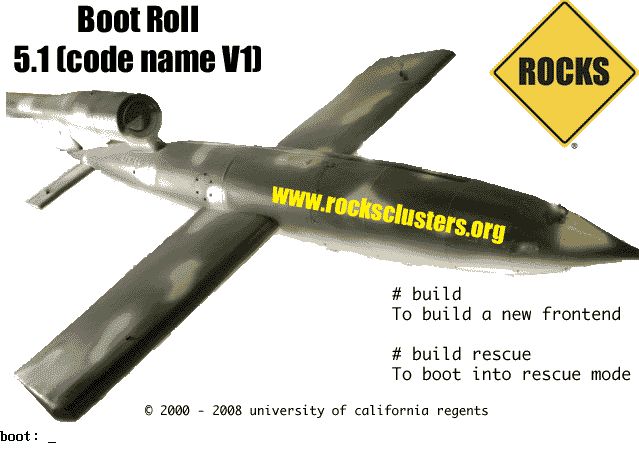 Boot Roll
5.1 (code name V1)
ROCKS
®
www.rocksclusters.org
# build
To build a new frontend
# build rescue
To boot into rescue mode
© 2000 - 2008 university of california regents
boot: _